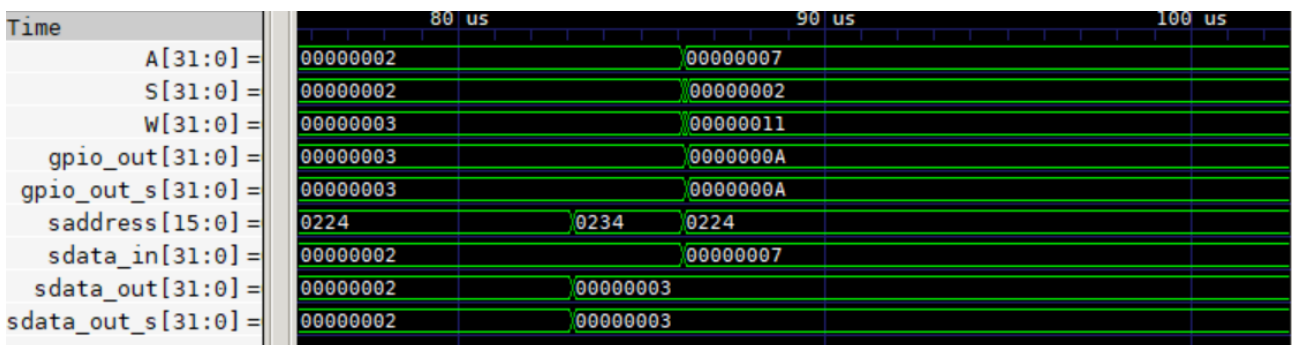 Time 80 us 90 us 100 us
A[31:0] = 00000002 00000007
S[31:0] = 00000002 00000002
W[31:0] = 00000003 00000011
gpio_out[31:0] = 00000003 0000000A
gpio_out_s[31:0] = 00000003 0000000A
saddress[15:0] = 0224 0234 0224
sdata_in[31:0] = 00000002 00000007
sdata_out[31:0] = 00000002 00000003
sdata_out_s[31:0] = 00000002 00000003